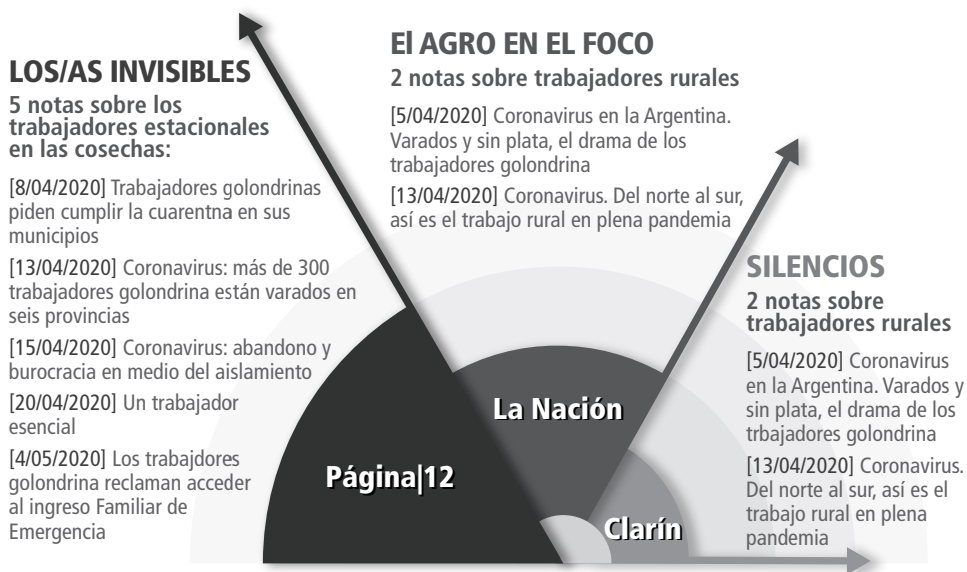 LOS/AS INVISIBLES
5 notas sobre los
trabajadores estacionales
en las cosechas:
[8/04/2020] Trabajadores golondrinas
piden cumplir la cuarentna en sus
municipios
[13/04/2020] Coronavirus: más de 300
trabajadores golondrina están varados en
seis provincias
[15/04/2020] Coronavirus: abandono y
burocracia en medio del aislamiento
[20/04/2020] Un trabajador
esencial
[4/05/2020] Los trabajdores
golondrina reclaman acceder
al ingreso Familiar de
Emergencia
El AGRO EN EL FOCO
2 notas sobre trabajadores rurales
[5/04/2020] Coronavirus en la Argentina.
Varados y sin plata, el drama de los
trabajadores golondrina
[13/04/2020] Coronavirus. Del norte al sur,
así es el trabajo rural en plena pandemia
SILENCIOS
2 notas sobre
trabajadores rurales
[5/04/2020] Coronavirus
en la Argentina. Varados y
sin plata, el drama de los
trbajadores golondrina
[13/04/2020] Coronavirus.
Del norte al sur, así es el
trabajo rural en plena
pandemia
Página|12
La Nación
Clarín